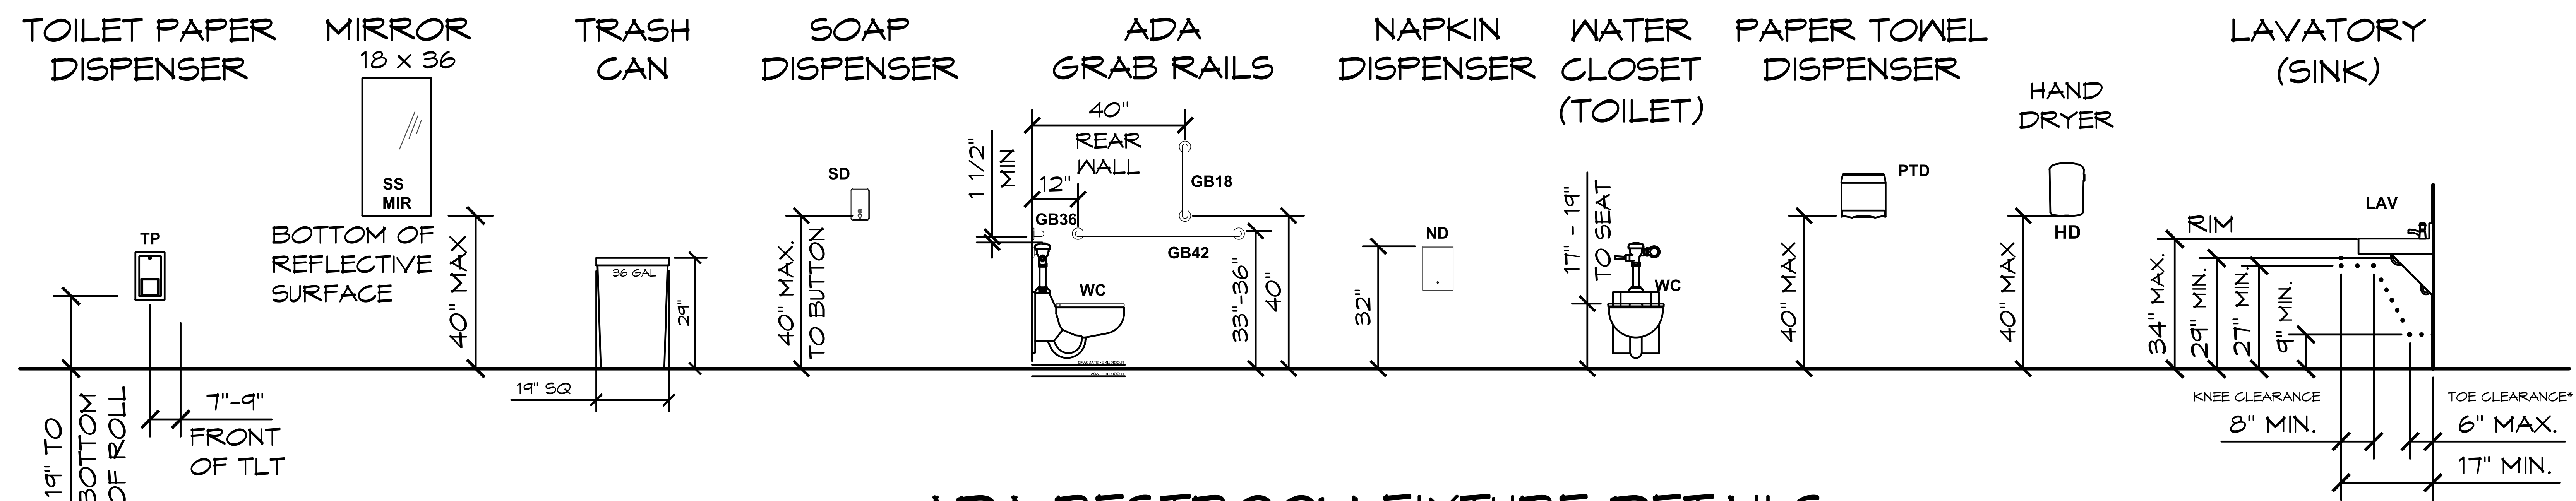 TOILET PAPER
DISPENSER
TP
19" TO
BOTTOM
OF ROLL
7"-9"
FRONT
OF TLT
MIRROR
18 x 36
SS
MIR
BOTTOM OF
REFLECTIVE
SURFACE
40" MAX
TRASH
CAN
36 GAL
29"
19" SQ
SOAP
DISPENSER
SD
40" MAX.
TO BUTTON
ADA
GRAB RAILS
40"
REAR
WALL
1 1/2"
MIN
12"
GB18
GB36
GB42
WC
33"-36"
40"
NAPKIN
DISPENSER
ND
32"
WATER
CLOSET
(TOILET)
17" - 19"
TO SEAT
WC
PAPER TOWEL
DISPENSER
PTD
40" MAX
HAND
DRYER
HD
40" MAX
LAVATORY
(SINK)
LAV
RIM
34" MAX.
29" MIN.
27" MIN.
9" MIN.
KNEE CLEARANCE
8" MIN.
TOE CLEARANCE*
6" MAX.
17" MIN.
ADA RESTROOM FIXTURE DETAILS